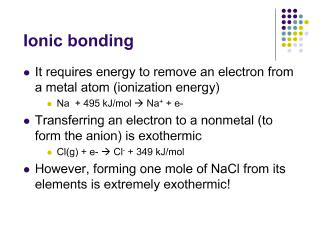 Ionic bonding
It requires energy to remove an electron from
a metal atom (ionization energy)
Na + 495 kJ/mol → Na⁺ + e-
Transferring an electron to a nonmetal (to
form the anion) is exothermic
Cl(g) + e- → Cl⁻ + 349 kJ/mol
However, forming one mole of NaCl from its
elements is extremely exothermic!